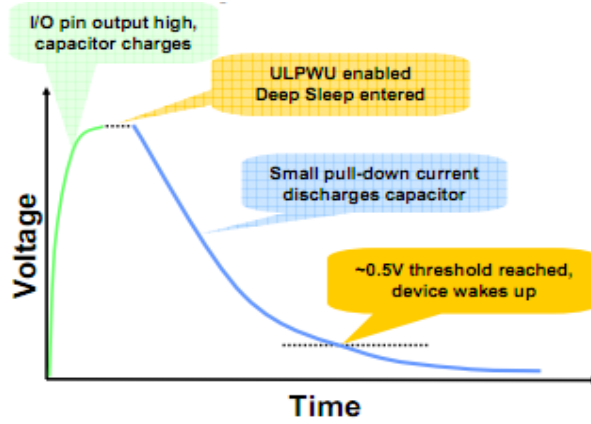 I/O pin output high,
capacitor charges
ULPWU enabled
Deep Sleep entered
Small pull-down current
discharges capacitor
~0.5V threshold reached,
device wakes up
Voltage
Time